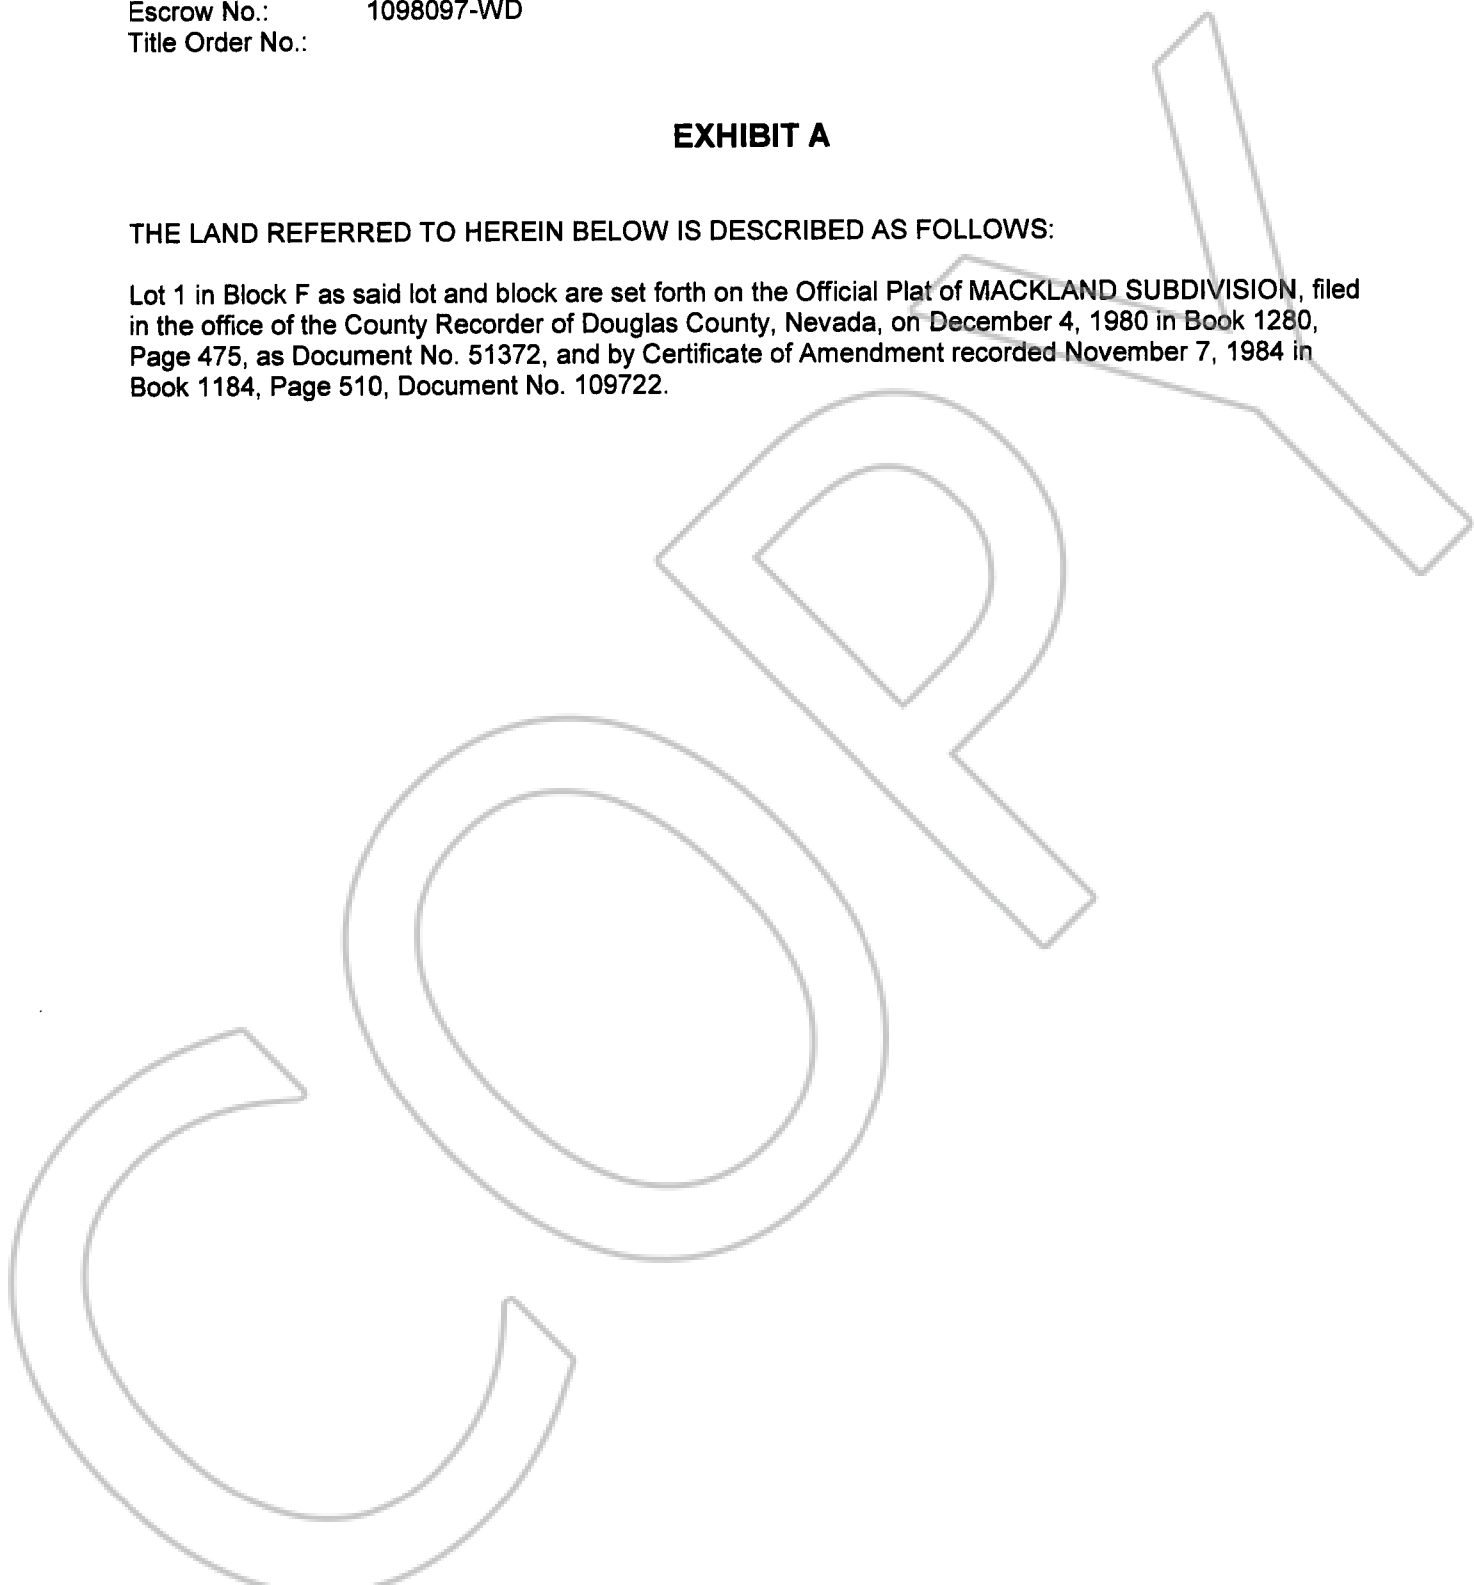 Escrow No.: 1098097-WD
Title Order No.:
EXHIBIT A
THE LAND REFERRED TO HEREIN BELOW IS DESCRIBED AS FOLLOWS:
Lot 1 in Block F as said lot and block are set forth on the Official Plat of MACKLAND SUBDIVISION, filed
in the office of the County Recorder of Douglas County, Nevada, on December 4, 1980 in Book 1280,
Page 475, as Document No. 51372, and by Certificate of Amendment recorded November 7, 1984 in
Book 1184, Page 510, Document No. 109722.
COPY